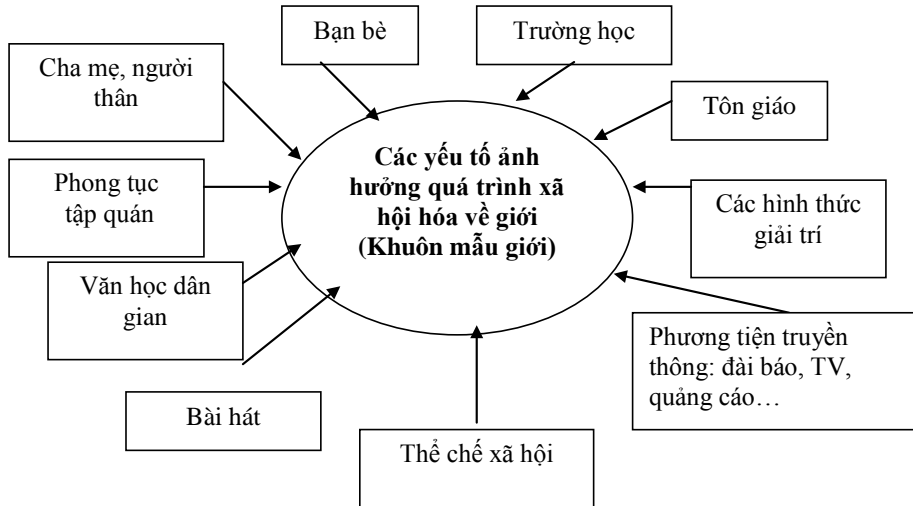 Bạn bè
Trường học
Cha mẹ, người
thân
Tôn giáo
Các yếu tố ảnh
hưởng quá trình xã
hội hóa về giới
(Khuôn mẫu giới)
Phong tục
tập quán
Các hình thức
giải trí
Văn học dân
gian
Phương tiện truyền
thông: đài báo, TV,
quảng cáo…
Bài hát
Thể chế xã hội